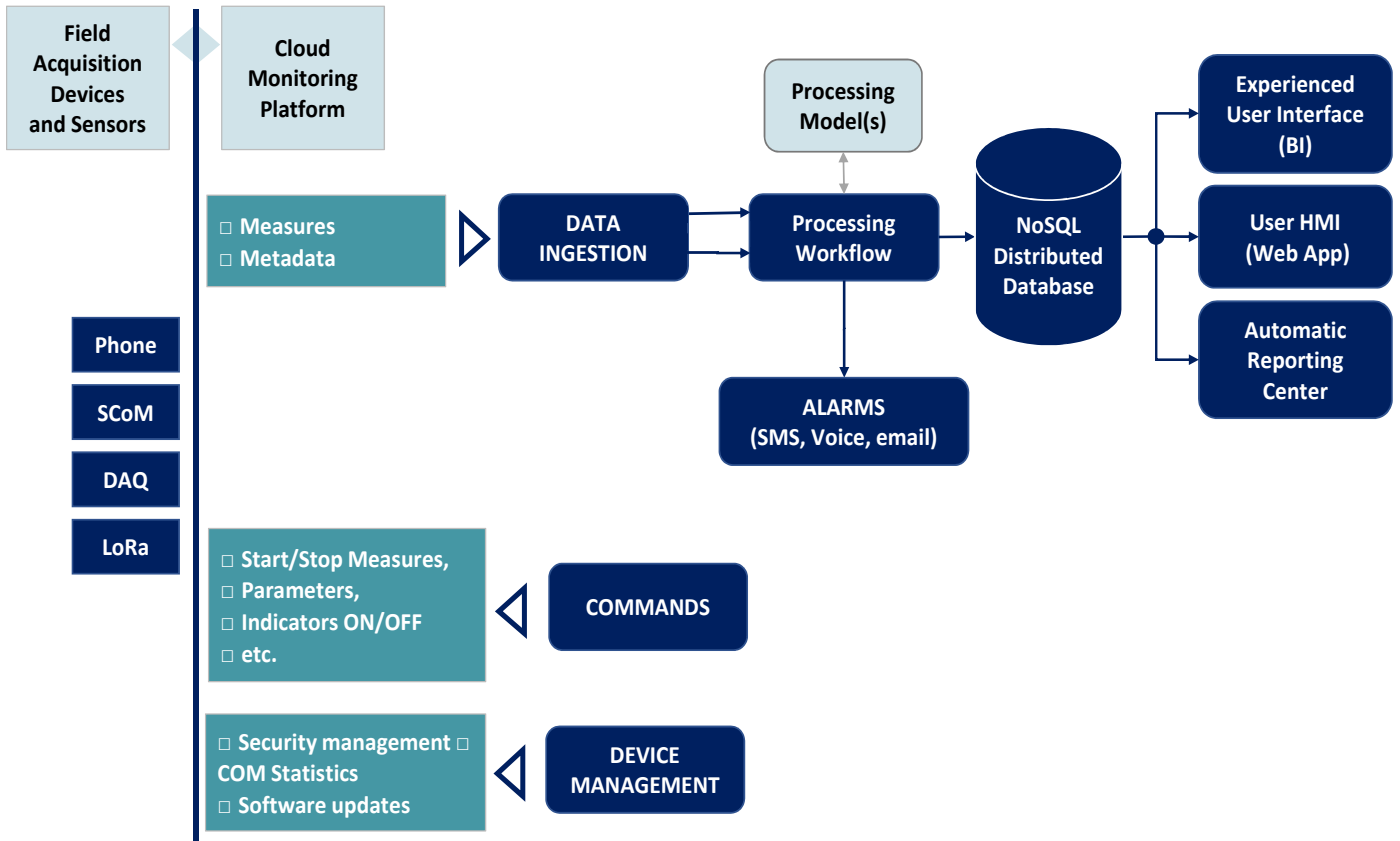 Field
Acquisition
Devices
and Sensors
Cloud
Monitoring
Platform
Processing
Model(s)
Experienced
User Interface
(BI)
□ Measures
□ Metadata
DATA
INGESTION
Processing
Workflow
NoSQL
Distributed
Database
User HMI
(Web App)
Automatic
Reporting
Center
ALARMS
(SMS, Voice, email)
Phone
SCoM
DAQ
LoRa
□ Start/Stop Measures,
□ Parameters,
□ Indicators ON/OFF
□ etc.
COMMANDS
□ Security management □
COM Statistics
□ Software updates
DEVICE
MANAGEMENT